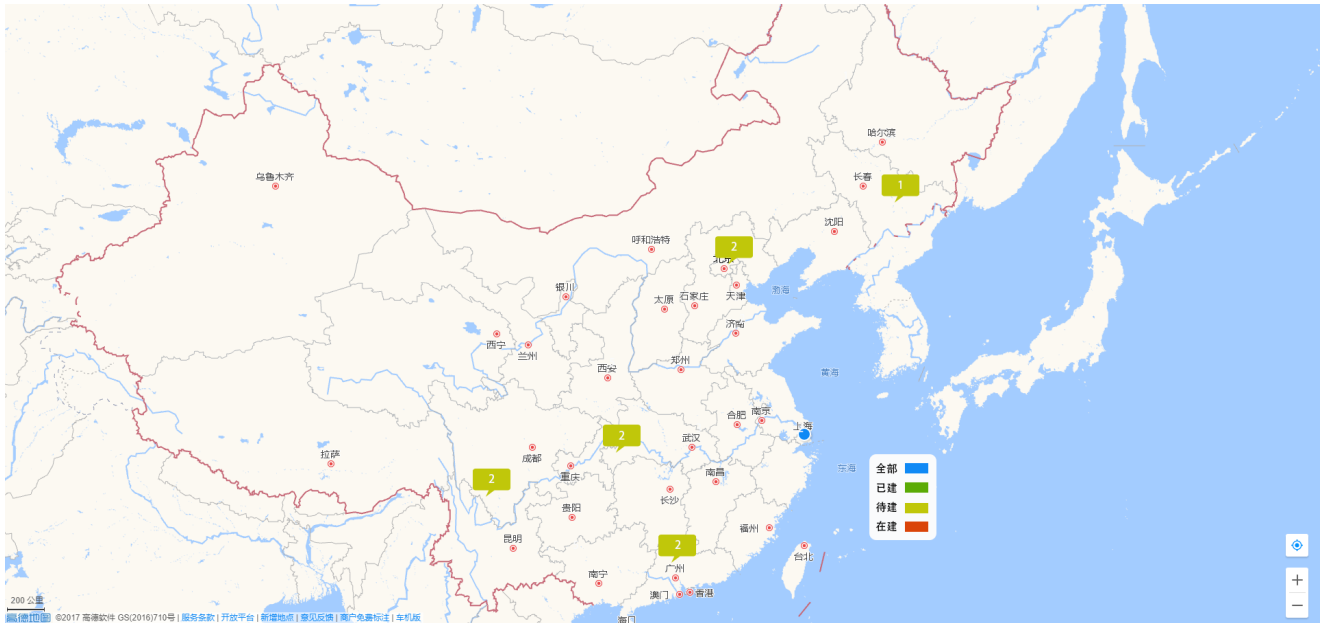 哈尔滨
乌鲁木齐
长春
1
沈阳
呼和浩特
2
北京
银川
天津
渤海
太原
石家庄
济南
西宁
兰州
郑州
西安
黄海
合肥
南京
上海
2
武汉
拉萨
成都
重庆
南昌
东海
全部
已建
待建
在建
2
长沙
贵阳
福州
昆明
2
台北
广州
南宁
澳门
香港
海口
200 公里
高德地图 ©2017 高德软件 GS(2016)710号 | 服务条款 | 开放平台 | 新增地点 | 意见反馈 | 商户免费标注 | 车机版